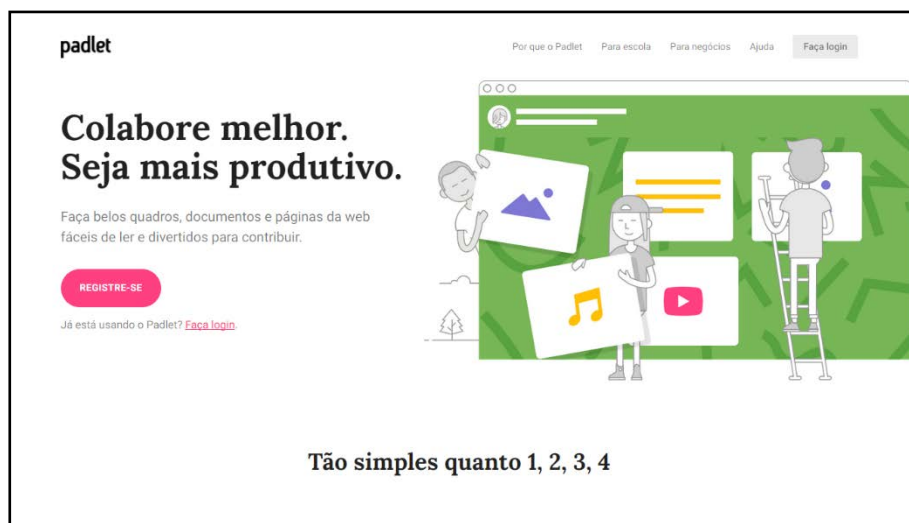 padlet
Por que o Padlet Para escola Para negócios Ajuda Faça login
Colabore melhor.
Seja mais produtivo.
Faça belos quadros, documentos e páginas da web
fáceis de ler e divertidos para contribuir.
REGISTRE-SE
Já está usando o Padlet? Faça login.
Tão simples quanto 1, 2, 3, 4